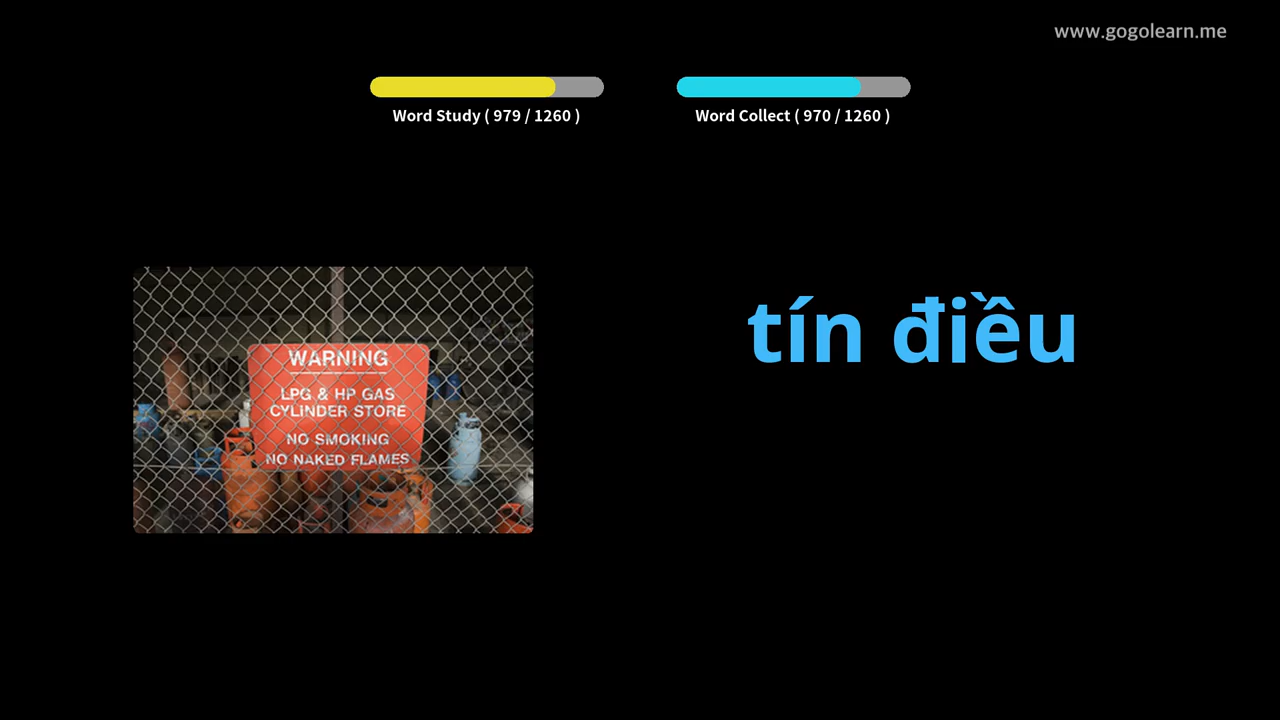 www.gogolearn.me
Word Study ( 979 / 1260 )
Word Collect ( 970 / 1260 )
tín điều
WARNING
LPG & HP GAS
CYLINDER STORE
NO SMOKING
NO NAKED FLAMES